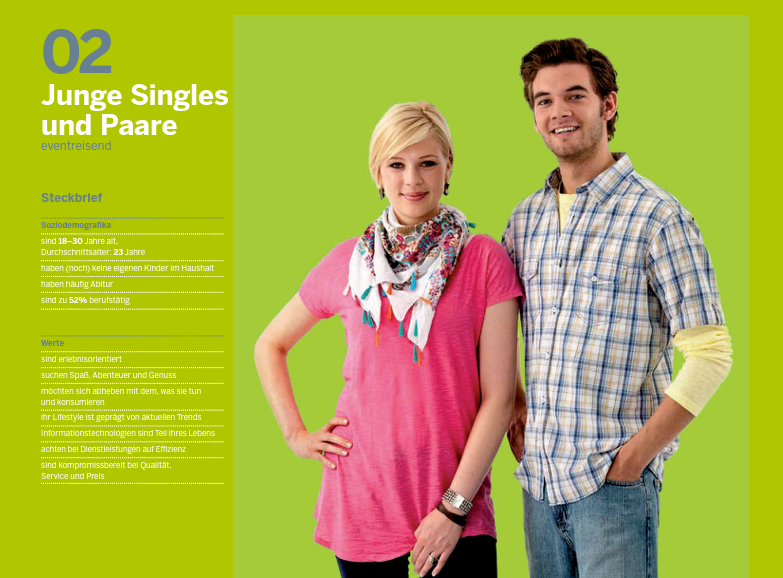 02
Junge Singles
und Paare
eventreisend
Steckbrief
Soziodemografika
sind 18–30 Jahre alt,
Durchschnittsalter: 23 Jahre
haben (noch) keine eigenen Kinder im Haushalt
haben häufig Abitur
sind zu 52% berufstätig
Werte
sind erlebnisorientiert
suchen Spaß, Abenteuer und Genuss
möchten sich abheben mit dem, was sie tun
und konsumieren
Ihr Lifestyle ist geprägt von aktuellen Trends
Informationstechnologien sind Teil ihres Lebens
achten bei Dienstleistungen auf Effizienz
sind kompromissbereit bei Qualität,
Service und Preis